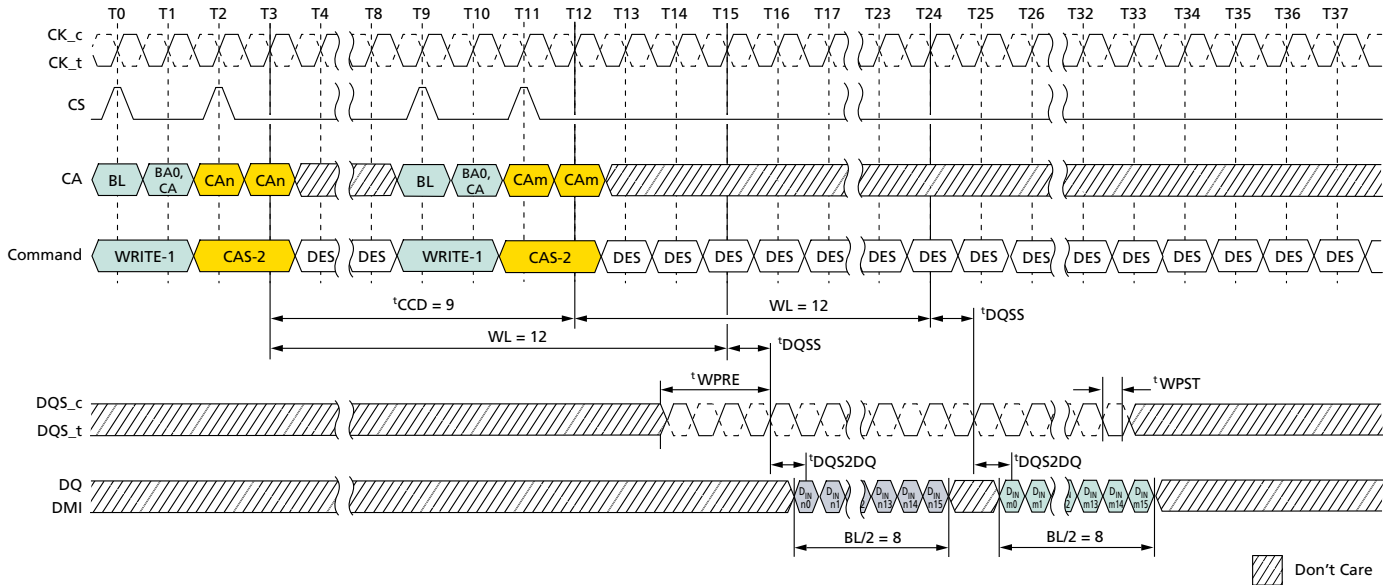 T0 T1 T2 T3 T4 T8 T9 T10 T11 T12 T13 T14 T15 T16 T17 T23 T24 T25 T26 T32 T33 T34 T35 T36 T37
CK_c
CK_t
CS
CA BL BA0, CA CAn CAn BL BA0, CA CAm CAm
Command WRITE-1 CAS-2 DES DES WRITE-1 CAS-2 DES DES DES DES DES DES DES DES DES DES DES DES DES DES DES
tCCD = 9 WL = 12 tDQSS
WL = 12 tDQSS
tWPRE tWPST
DQS_c
DQS_t
tDQS2DQ tDQS2DQ
DQ
DMI
DIN n0 DIN n1 DIN n13 DIN n14 DIN n15 DIN m0 DIN m1 DIN m13 DIN m14 DIN m15
BL/2 = 8 BL/2 = 8
Don't Care